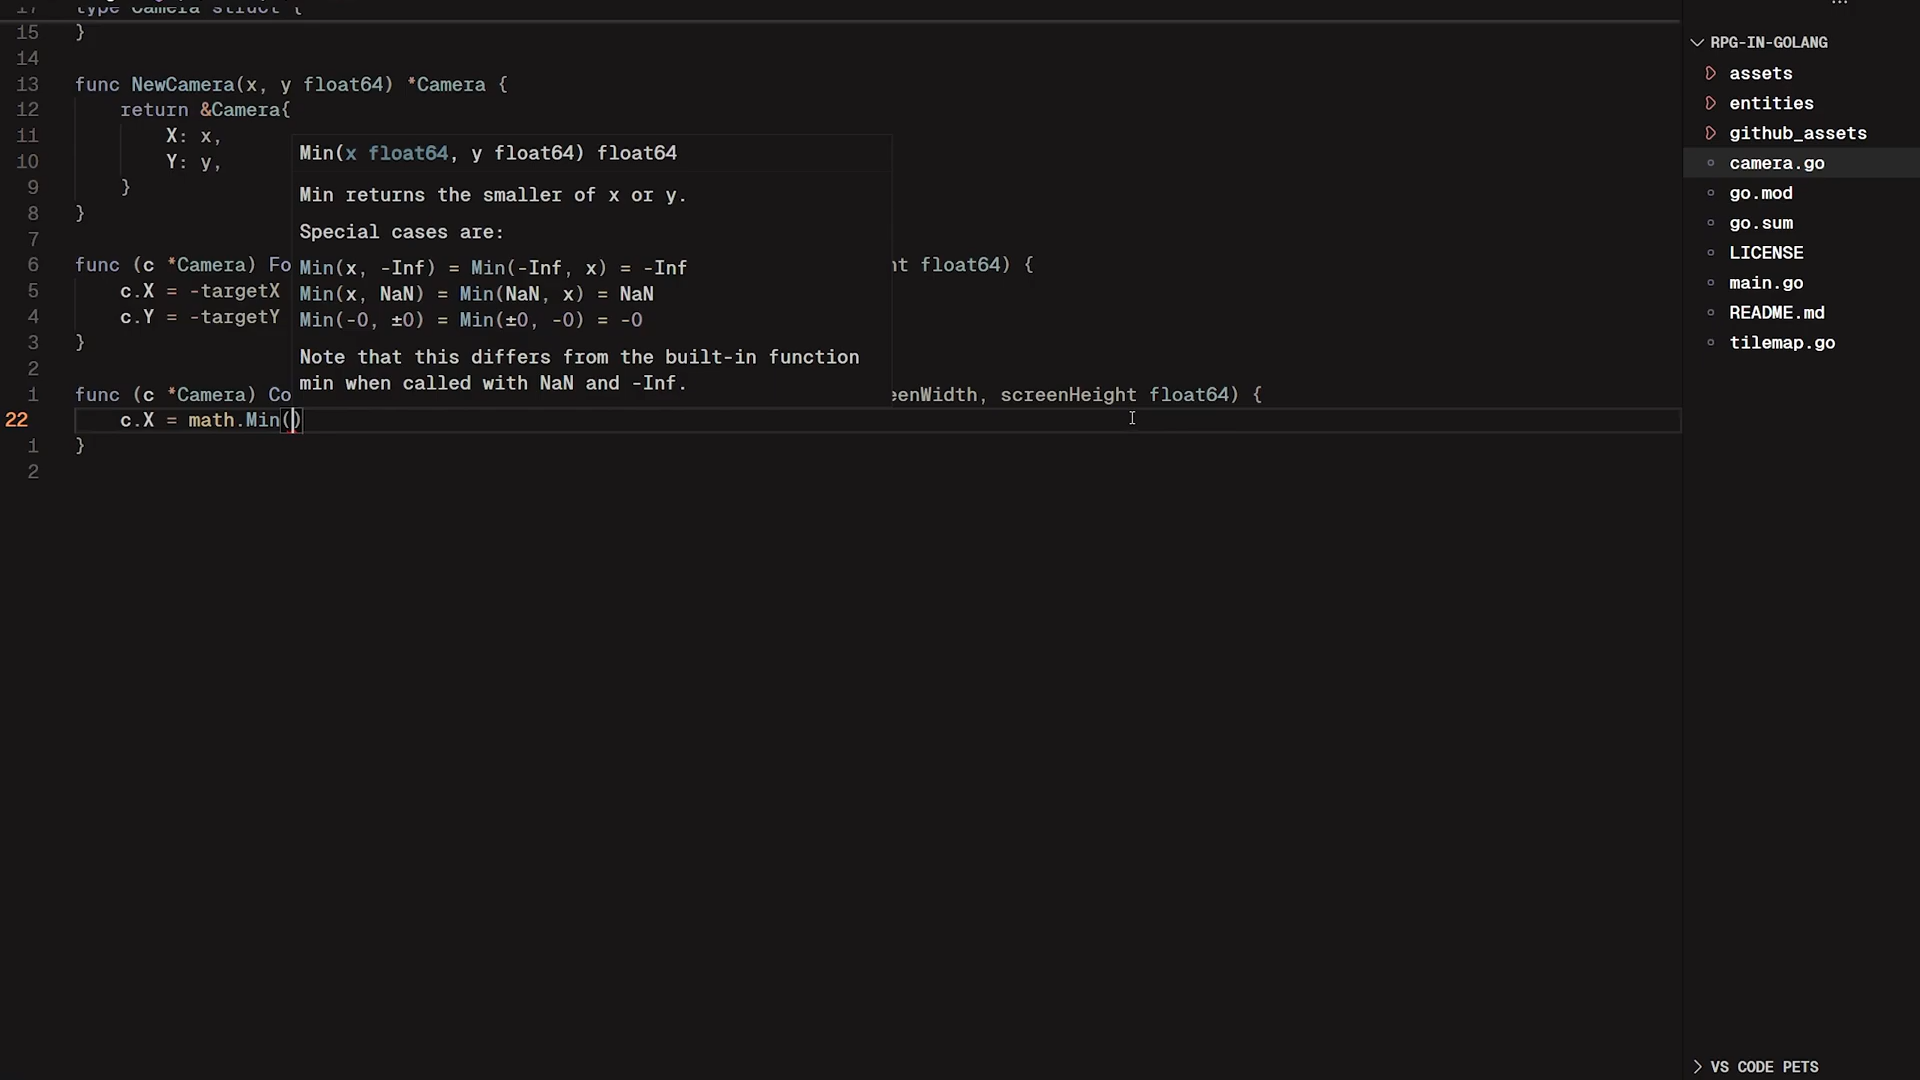 17 type Camera struct {
15 }
14
13 func NewCamera(x, y float64) *Camera {
12 return &Camera{
11 X: x,
10 Y: y,
9 }
8 }
7
6 func (c *Camera) Fo nt float64) {
5 c.X = -targetX
4 c.Y = -targetY
3 }
2
1 func (c *Camera) Co eenWidth, screenHeight float64) {
22 c.X = math.Min()
1 }
2
Min(x float64, y float64) float64
Min returns the smaller of x or y.
Special cases are:
Min(x, -Inf) = Min(-Inf, x) = -Inf
Min(x, NaN) = Min(NaN, x) = NaN
Min(-0, ±0) = Min(±0, -0) = -0
Note that this differs from the built-in function
min when called with NaN and -Inf.
RPG-IN-GOLANG
assets
entities
github_assets
camera.go
go.mod
go.sum
LICENSE
main.go
README.md
tilemap.go
VS CODE PETS